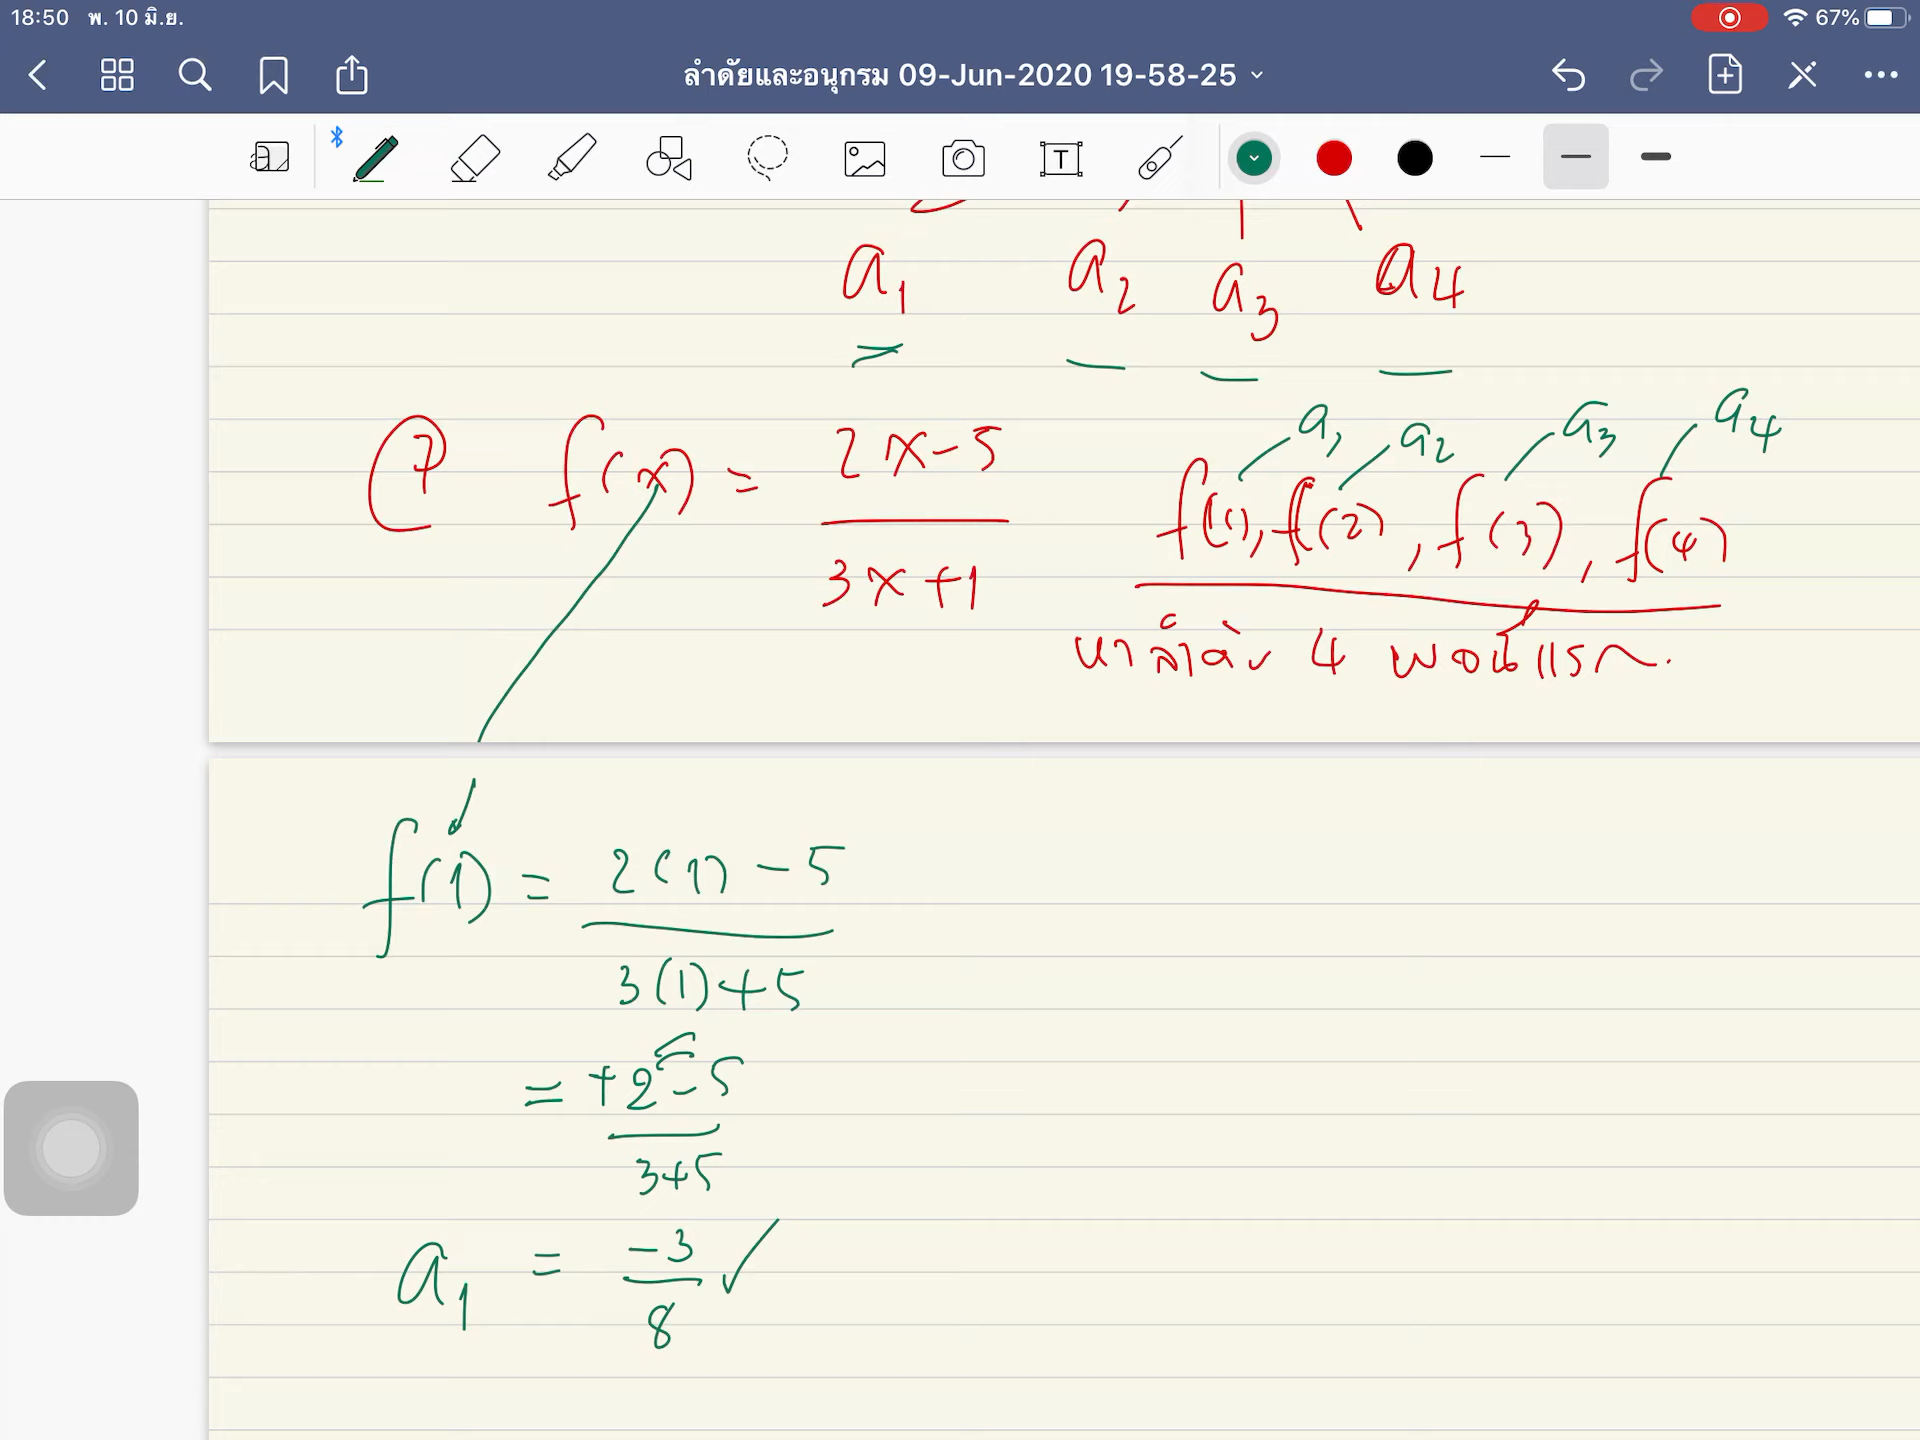 18:50 พ. 10 มิ.ย. 67%
ลำดัยและอนุกรม 09-Jun-2020 19-58-25
a1 a2 a3 a4
a1 a2 a3 a4
7 f(x) = 2x-5 / 3x+1 f(1), f(2), f(3), f(4)
หาลำดับ 4 พจน์แรก.
f(1) = 2(1) - 5 / 3(1)+5
= +2-5 / 3+5
a1 = -3 / 8 ✓